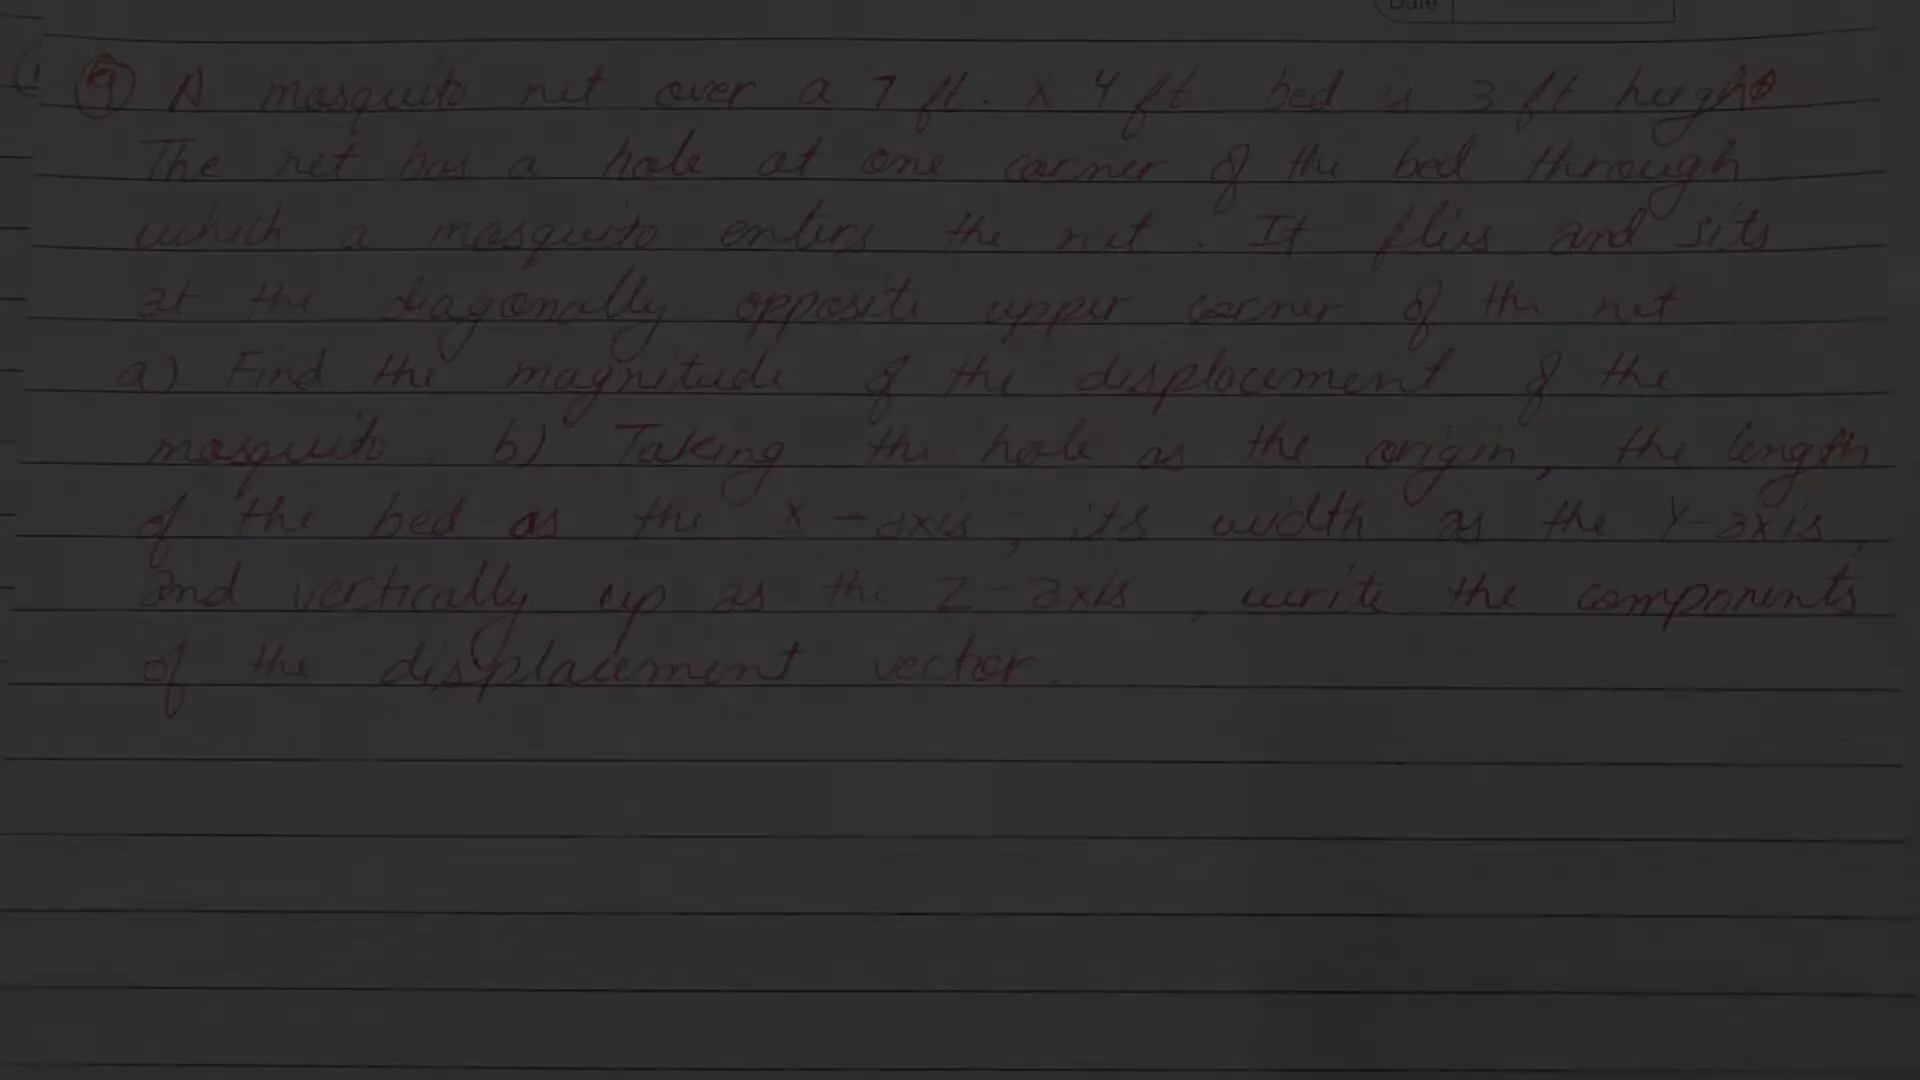 Date
9 A mosquito net over a 7 ft. x 4 ft bed is 3 ft heigh
The net has a hole at one corner of the bed through
which a mosquito enters the net. It flies and sits
at the diagonally opposite upper corner of the net
a) Find the magnitude of the displacement of the
mosquito. b) Taking the hole as the origin, the length
of the bed as the X-axis, its width as the Y-axis,
and vertically up as the Z-axis, write the components
of the displacement vector.